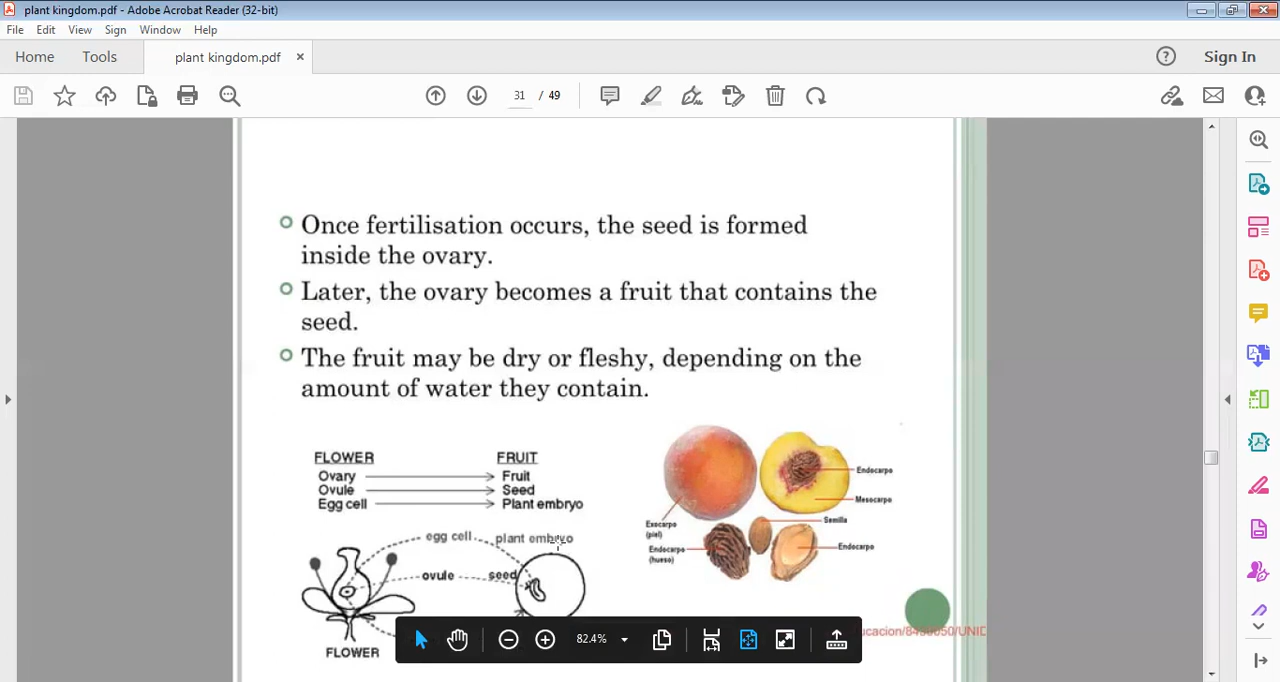 plant kingdom.pdf - Adobe Acrobat Reader (32-bit)
File Edit View Sign Window Help
Home Tools plant kingdom.pdf × ? Sign In
31 / 49
Once fertilisation occurs, the seed is formed
inside the ovary.
Later, the ovary becomes a fruit that contains the
seed.
The fruit may be dry or fleshy, depending on the
amount of water they contain.
FLOWER FRUIT
Ovary Fruit
Ovule Seed
Egg cell Plant embryo
egg cell plant embryo
ovule seed
FLOWER
Endocarpo
Mesocarpo
Semilla
Exocarpo
(piel)
Endocarpo
(hueso)
Endocarpo
ucacion/8450050/UNID
82.4%